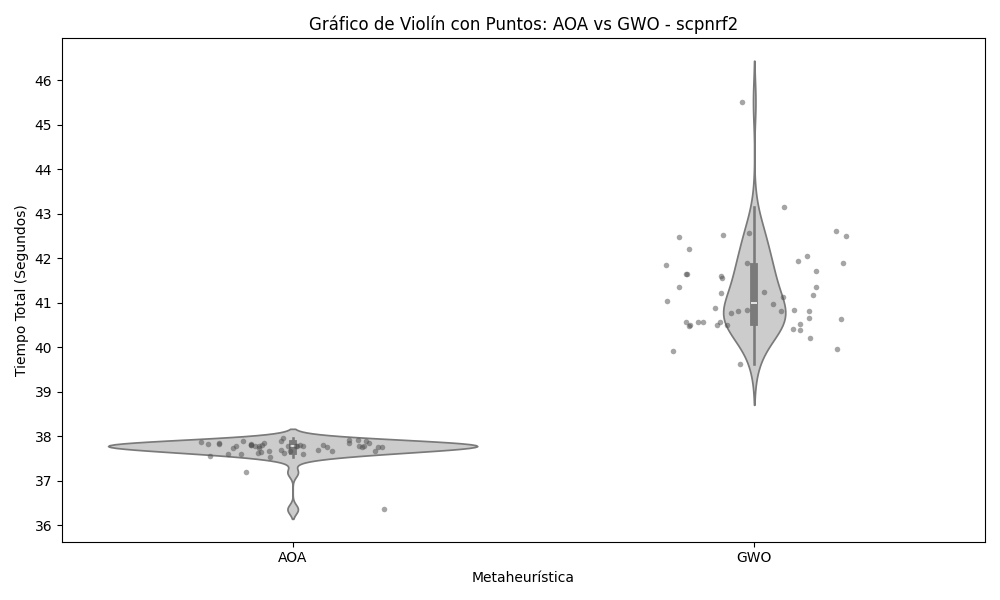 Gráfico de Violín con Puntos: AOA vs GWO - scpnrf2
Tiempo Total (Segundos)
46
45
44
43
42
41
40
39
38
37
36
AOA
GWO
Metaheurística